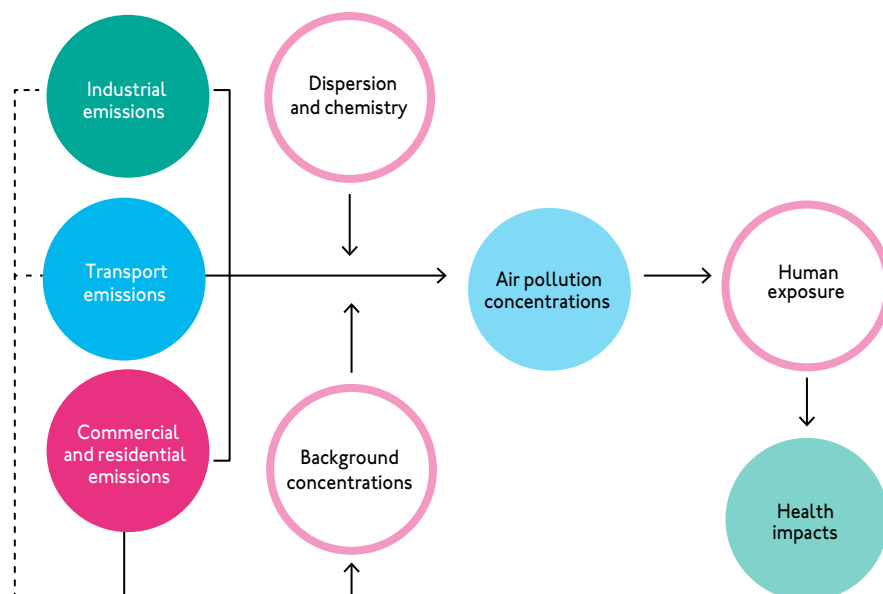 Industrial
emissions
Dispersion
and chemistry
Transport
emissions
Air pollution
concentrations
Human
exposure
Commercial
and residential
emissions
Background
concentrations
Health
impacts